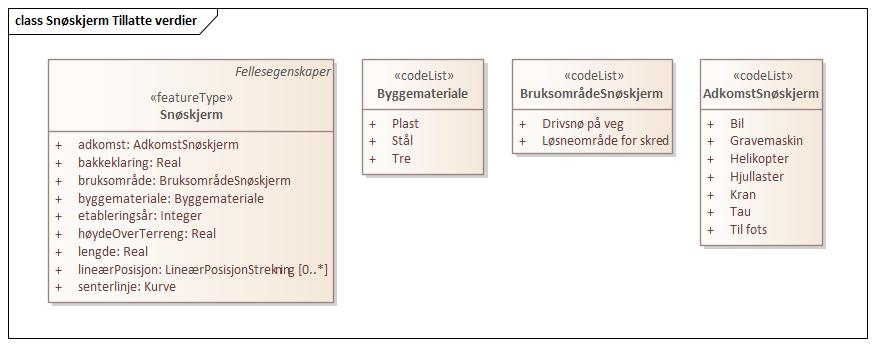 class Snøskjerm Tillatte verdier
Fellesegenskaper
«featureType»
Snøskjerm
+ adkomst: AdkomstSnøskjerm
+ bakkeklaring: Real
+ bruksområde: BruksområdeSnøskjerm
+ byggemateriale: Byggemateriale
+ etableringsår: Integer
+ høydeOverTerreng: Real
+ lengde: Real
+ lineærPosisjon: LineærPosisjonStrekning [0..*]
+ senterlinje: Kurve
«codeList»
Byggemateriale
+ Plast
+ Stål
+ Tre
«codeList»
BruksområdeSnøskjerm
+ Drivsnø på veg
+ Løsneområde for skred
«codeList»
AdkomstSnøskjerm
+ Bil
+ Gravemaskin
+ Helikopter
+ Hjullaster
+ Kran
+ Tau
+ Til fots